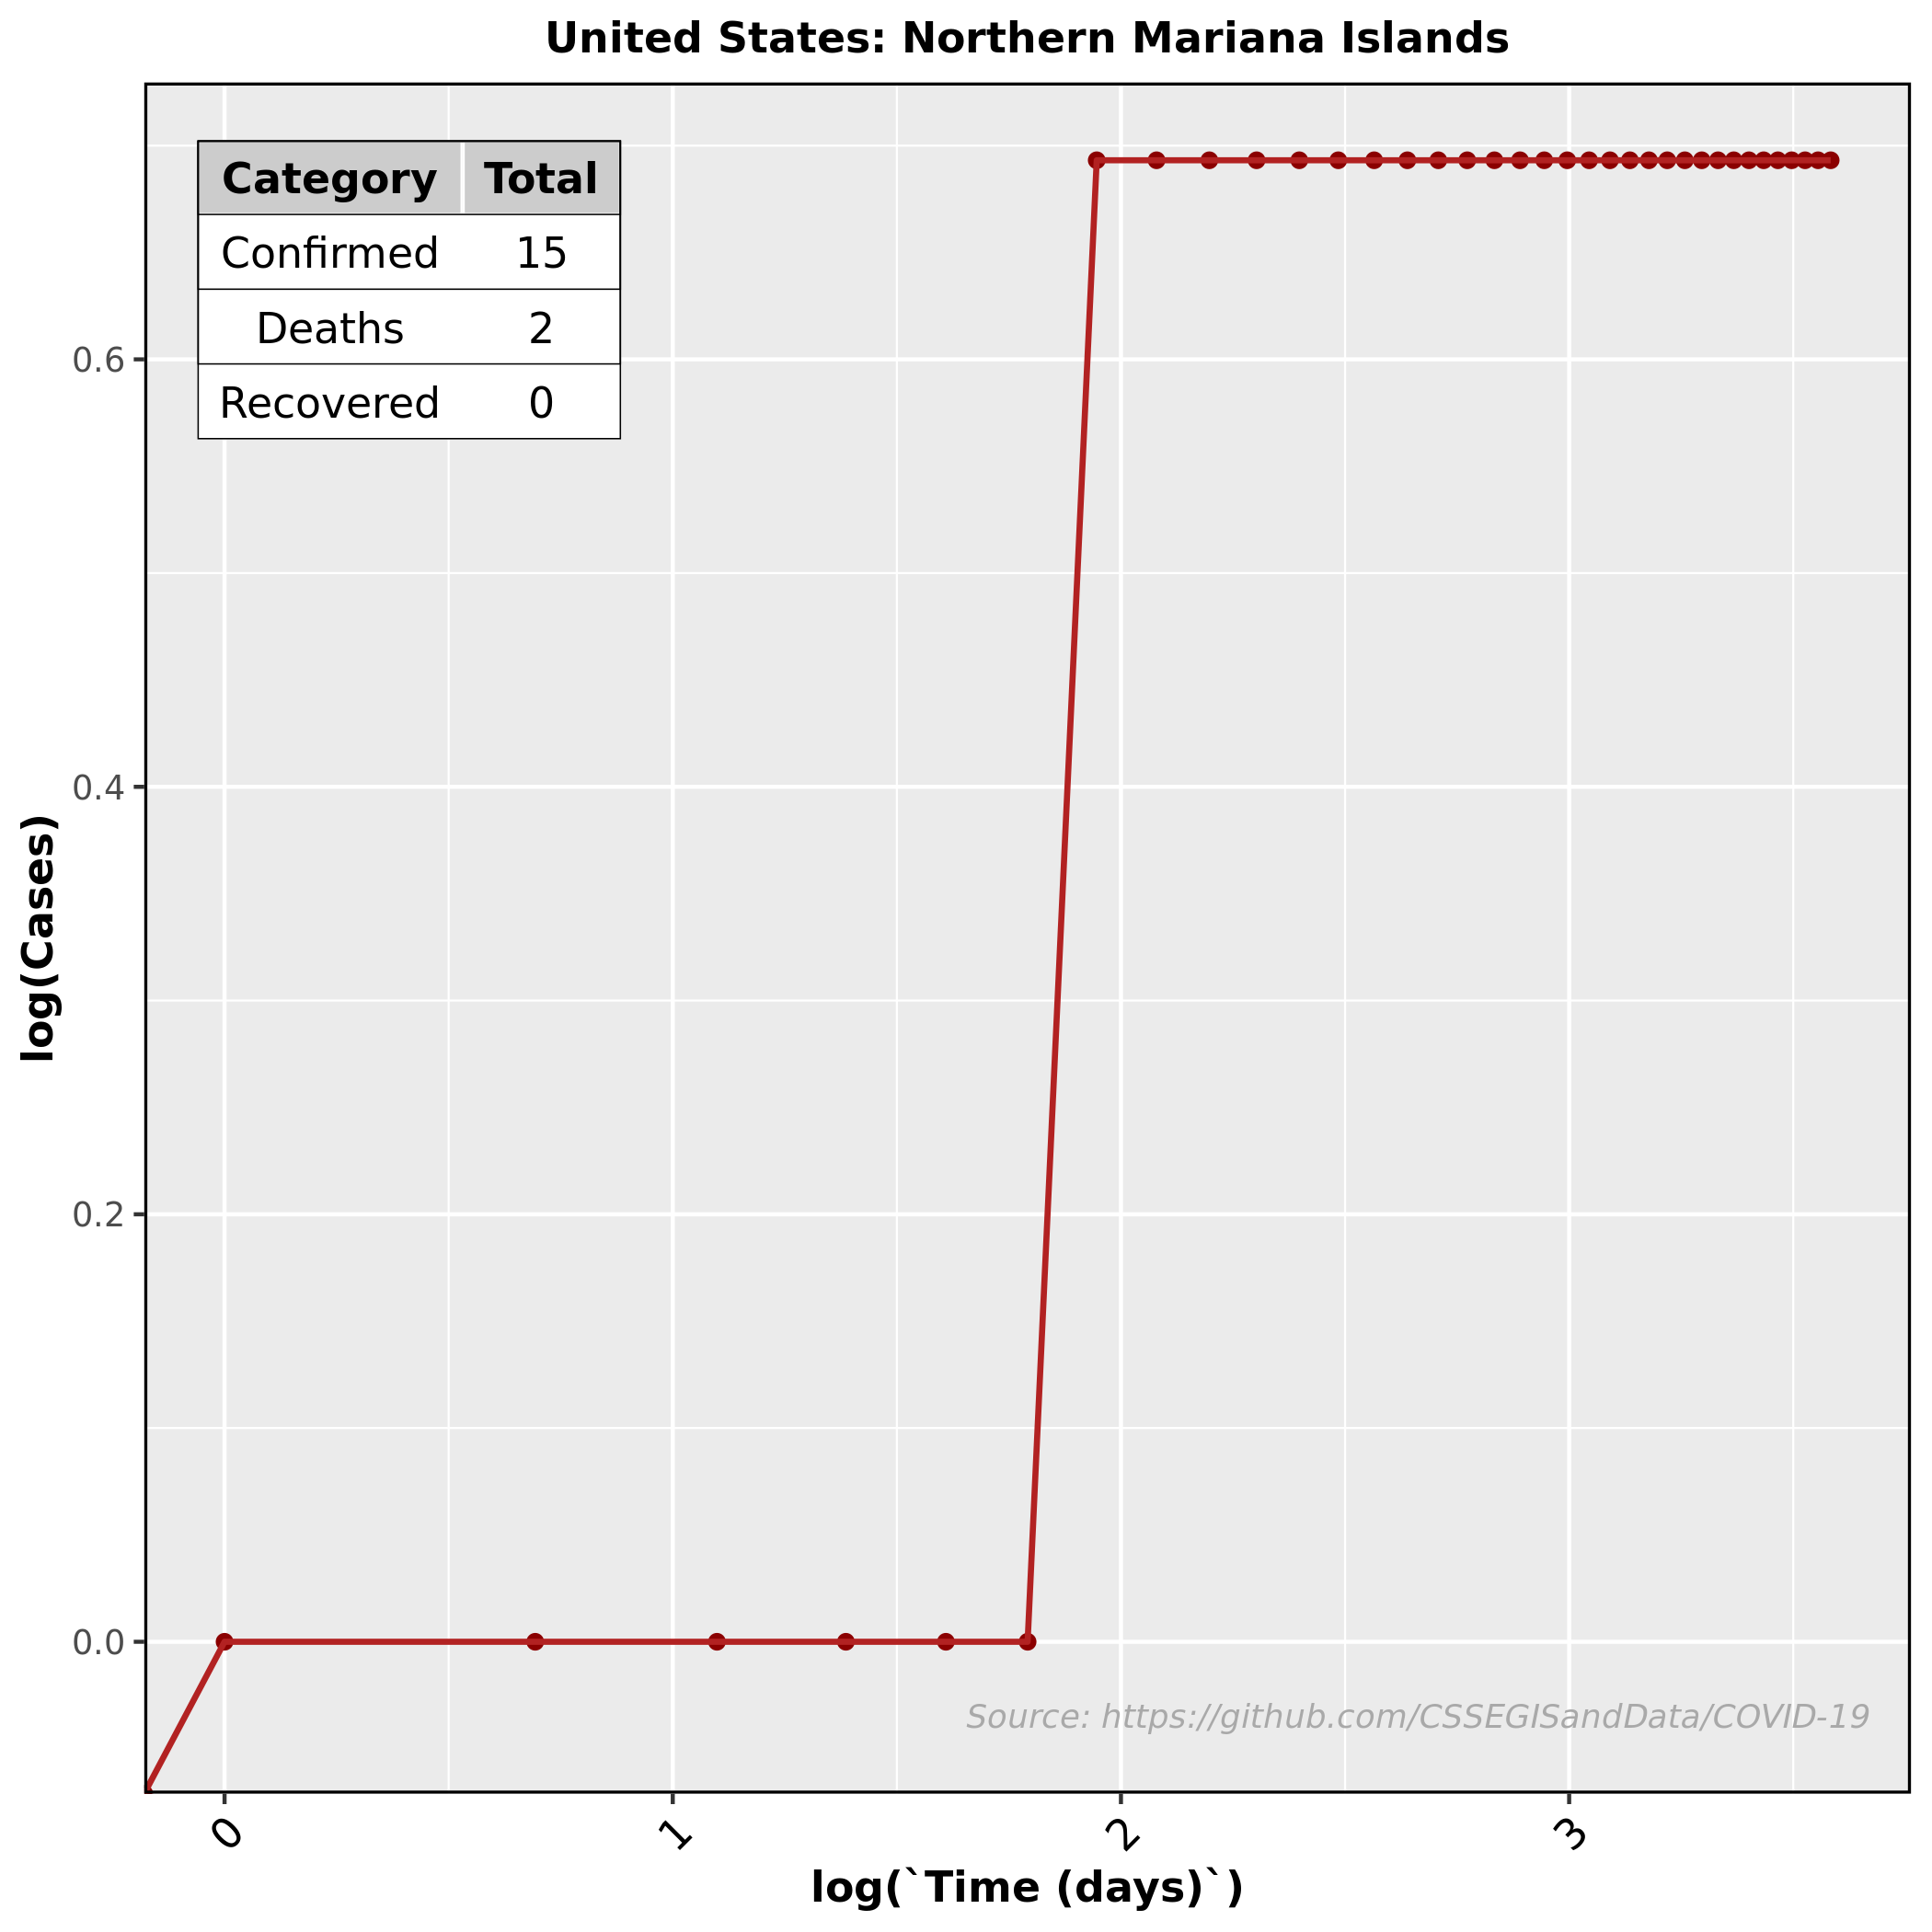 United States: Northern Mariana Islands
Category Total
Confirmed 15
Deaths 2
Recovered 0
0.6
0.4
0.2
0.0
log(Cases)
Source: https://github.com/CSSEGISandData/COVID-19
0 1 2 3
log(`Time (days)`)